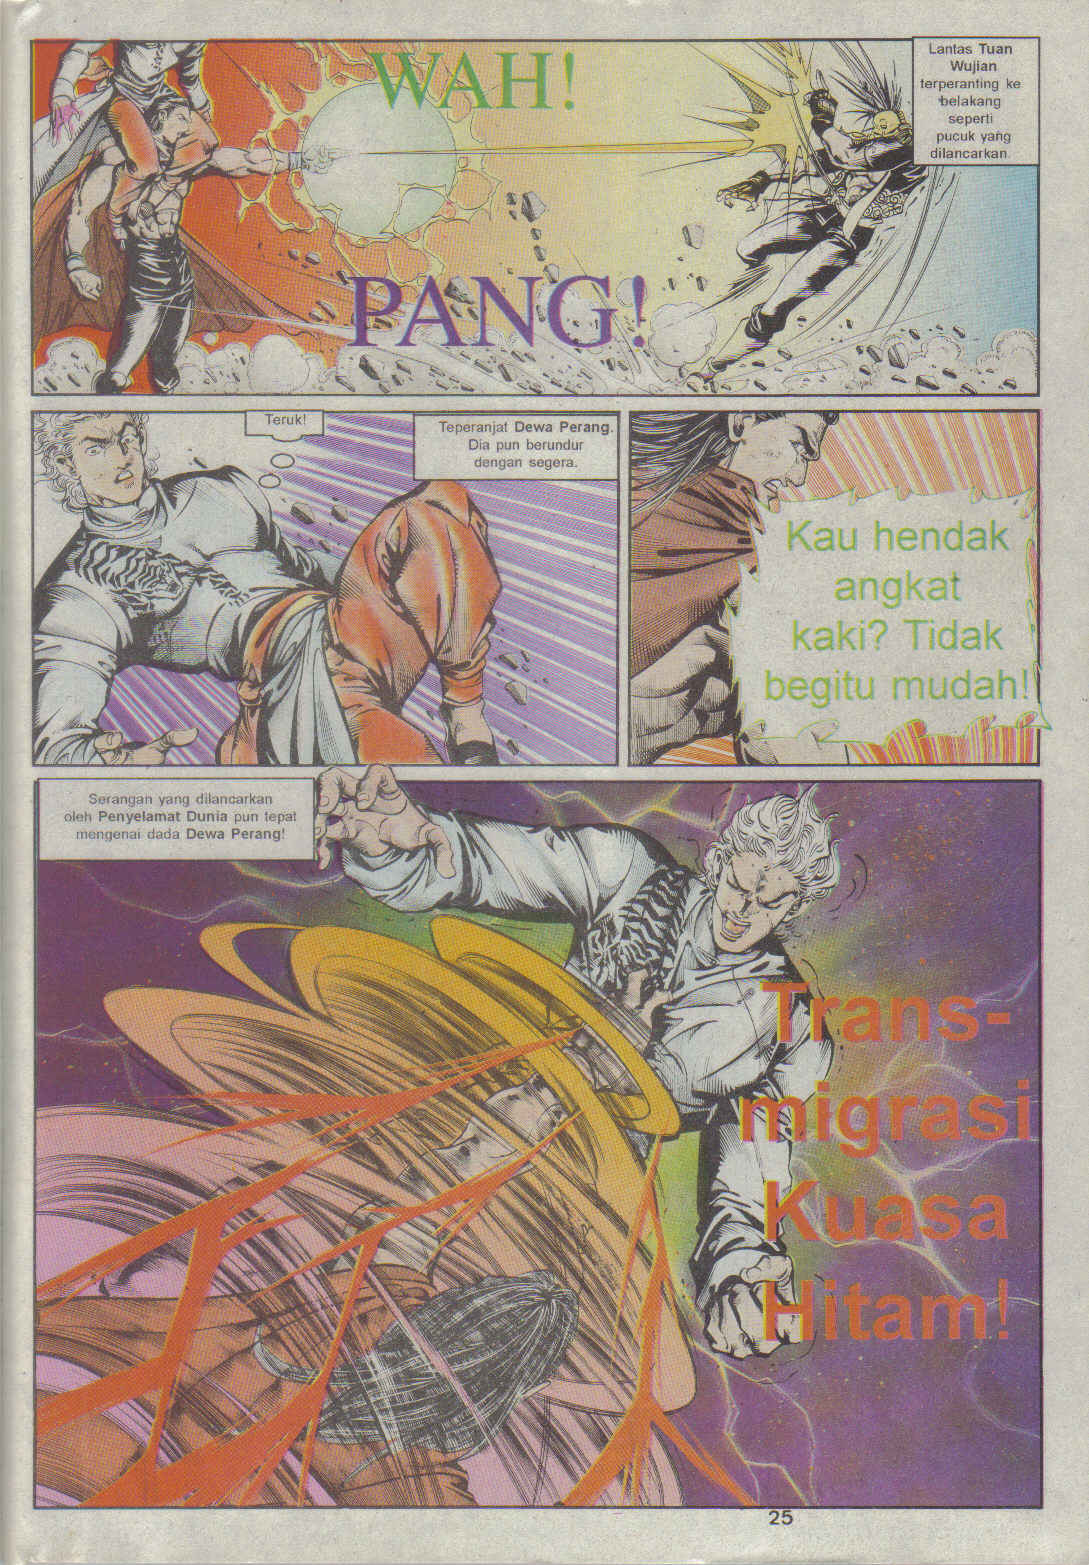 WAH!
Lantas Tuan
Wujian
terperanting ke
belakang
seperti
pucuk yang
dilancarkan.
PANG!
Teruk!
Teperanjat Dewa Perang.
Dia pun berundur
dengan segera.
Kau hendak
angkat
kaki? Tidak
begitu mudah!
Serangan yang dilancarkan
oleh Penyelamat Dunia pun tepat
mengenai dada Dewa Perang!
Trans-
migrasi
Kuasa
Hitam!
25